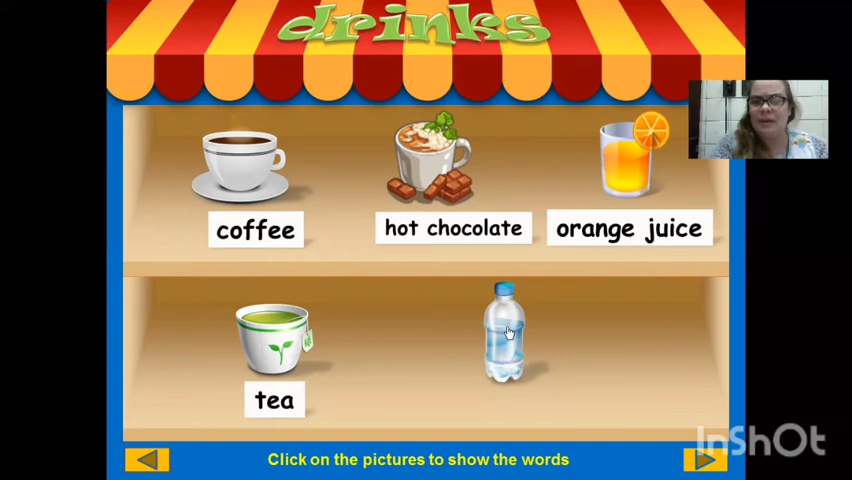 drinks
coffee
hot chocolate
orange juice
tea
Click on the pictures to show the words
InShOt